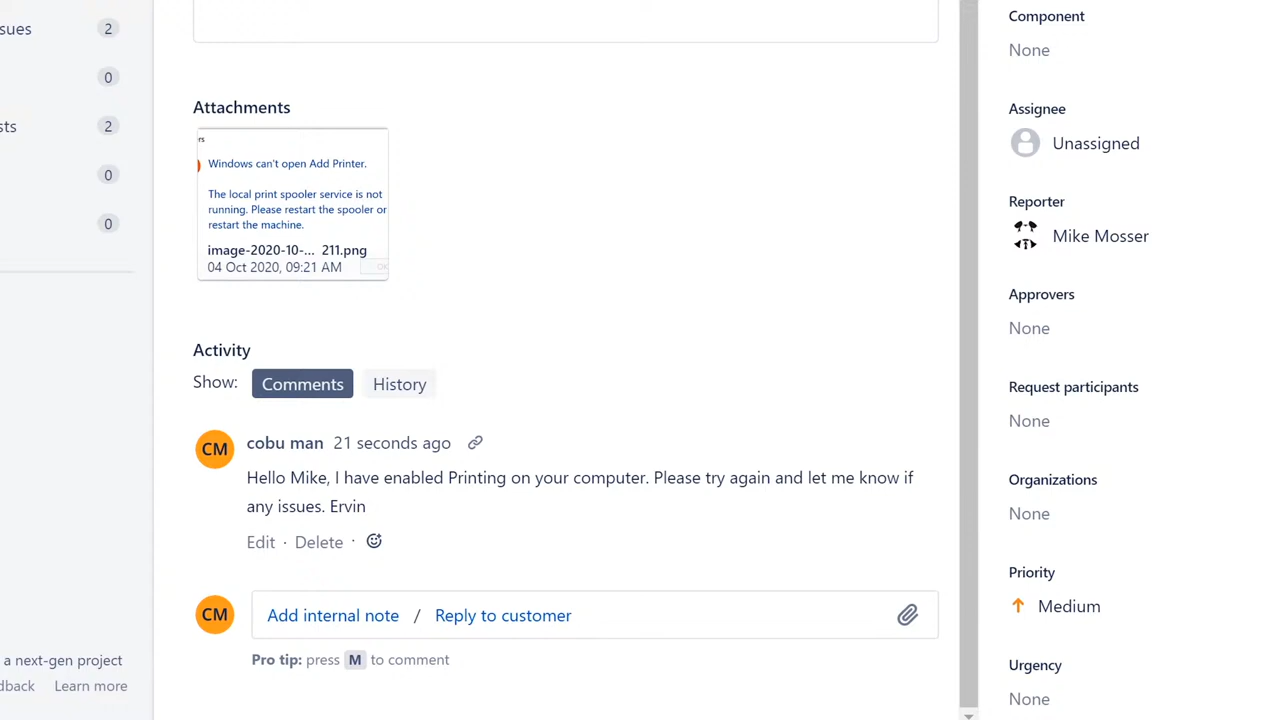 sues 2
0
sts 2
0
0
a next-gen project
dback Learn more
Attachments
rs
Windows can't open Add Printer.
The local print spooler service is not
running. Please restart the spooler or
restart the machine.
image-2020-10-... 211.png
04 Oct 2020, 09:21 AM
OK
Activity
Show: Comments History
CM cobu man 21 seconds ago
Hello Mike, I have enabled Printing on your computer. Please try again and let me know if
any issues. Ervin
Edit · Delete ·
CM Add internal note / Reply to customer
Pro tip: press M to comment
Component
None
Assignee
Unassigned
Reporter
Mike Mosser
Approvers
None
Request participants
None
Organizations
None
Priority
Medium
Urgency
None